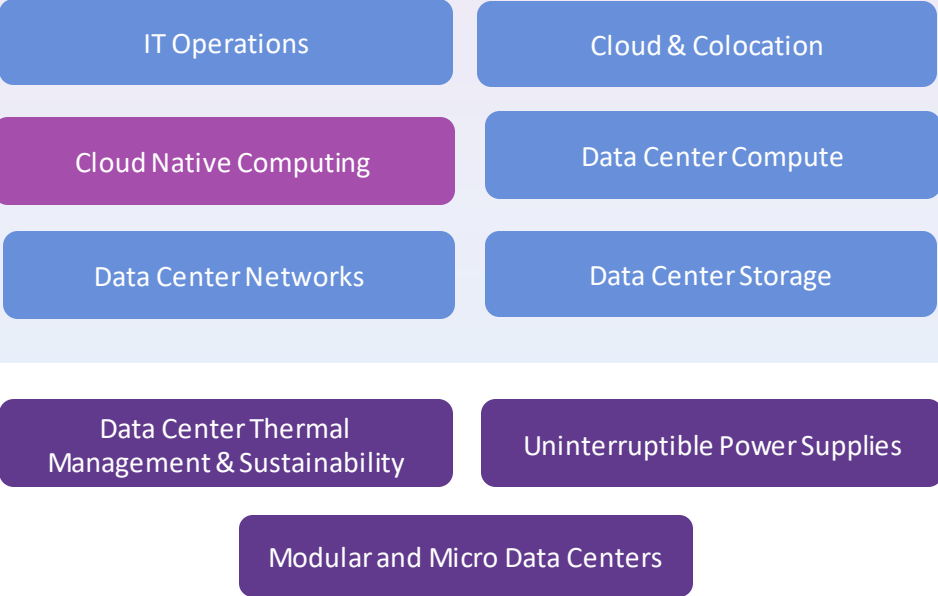 IT Operations
Cloud & Colocation
Cloud Native Computing
Data Center Compute
Data Center Networks
Data Center Storage
Data Center Thermal
Management & Sustainability
Uninterruptible Power Supplies
Modular and Micro Data Centers